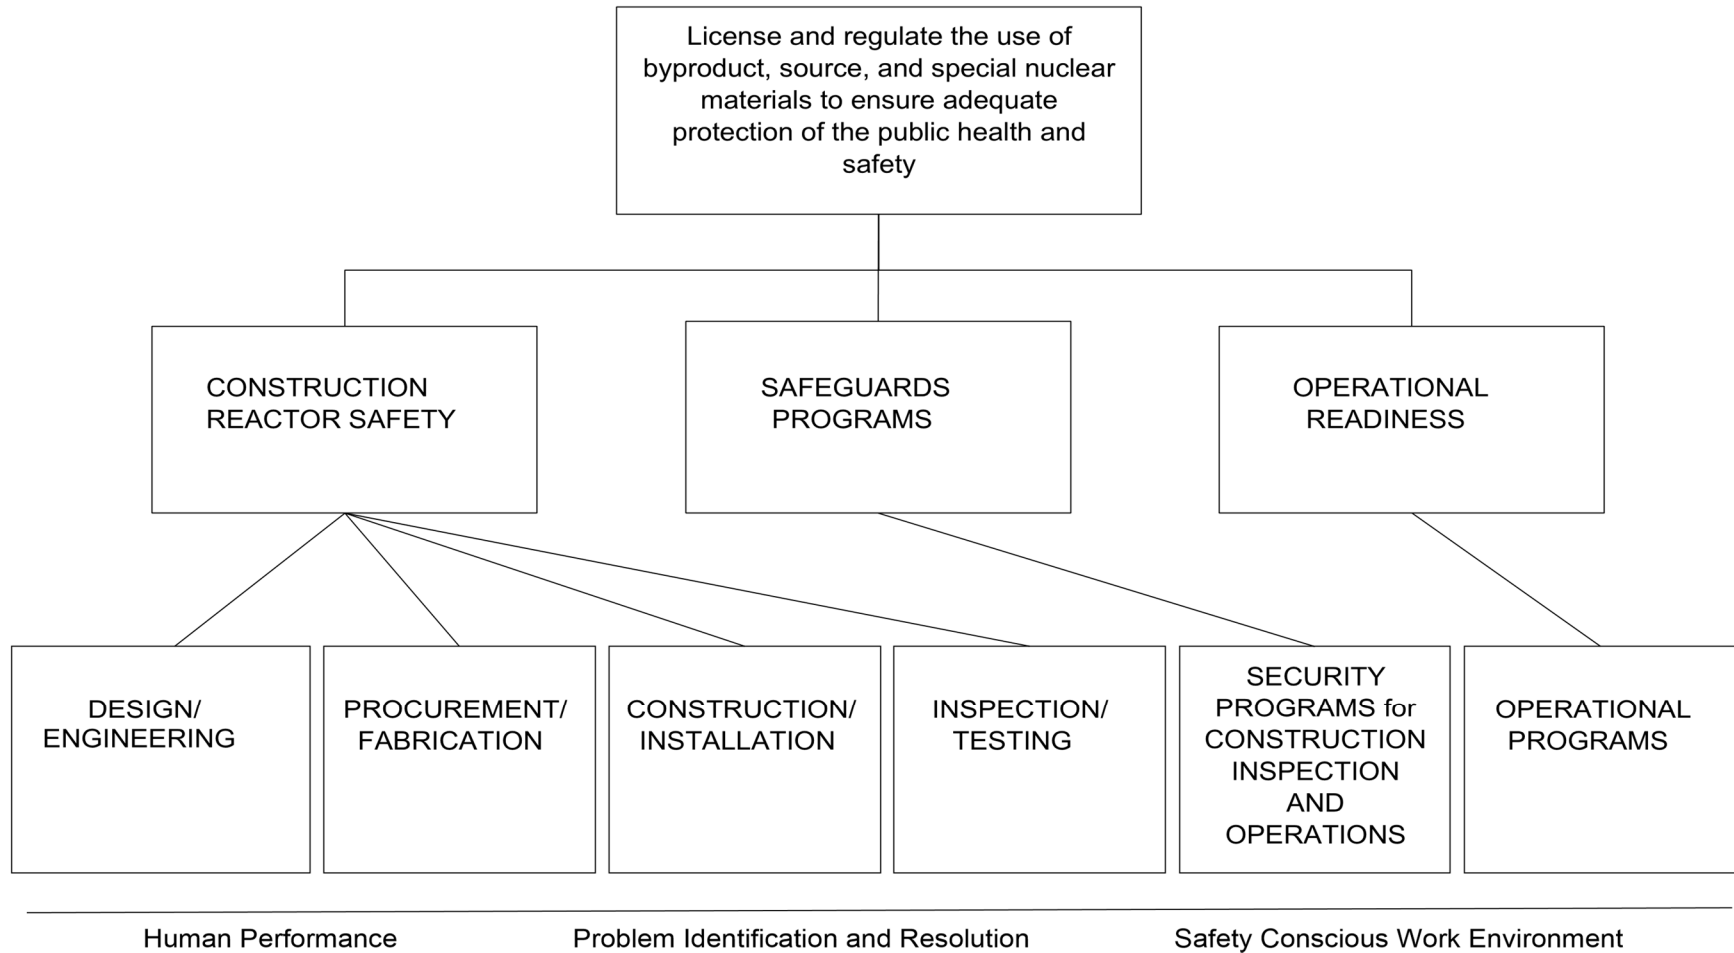 License and regulate the use of
byproduct, source, and special nuclear
materials to ensure adequate
protection of the public health and
safety
CONSTRUCTION
REACTOR SAFETY
SAFEGUARDS
PROGRAMS
OPERATIONAL
READINESS
DESIGN/
ENGINEERING
PROCUREMENT/
FABRICATION
CONSTRUCTION/
INSTALLATION
INSPECTION/
TESTING
SECURITY
PROGRAMS for
CONSTRUCTION
INSPECTION
AND
OPERATIONS
OPERATIONAL
PROGRAMS
Human Performance
Problem Identification and Resolution
Safety Conscious Work Environment